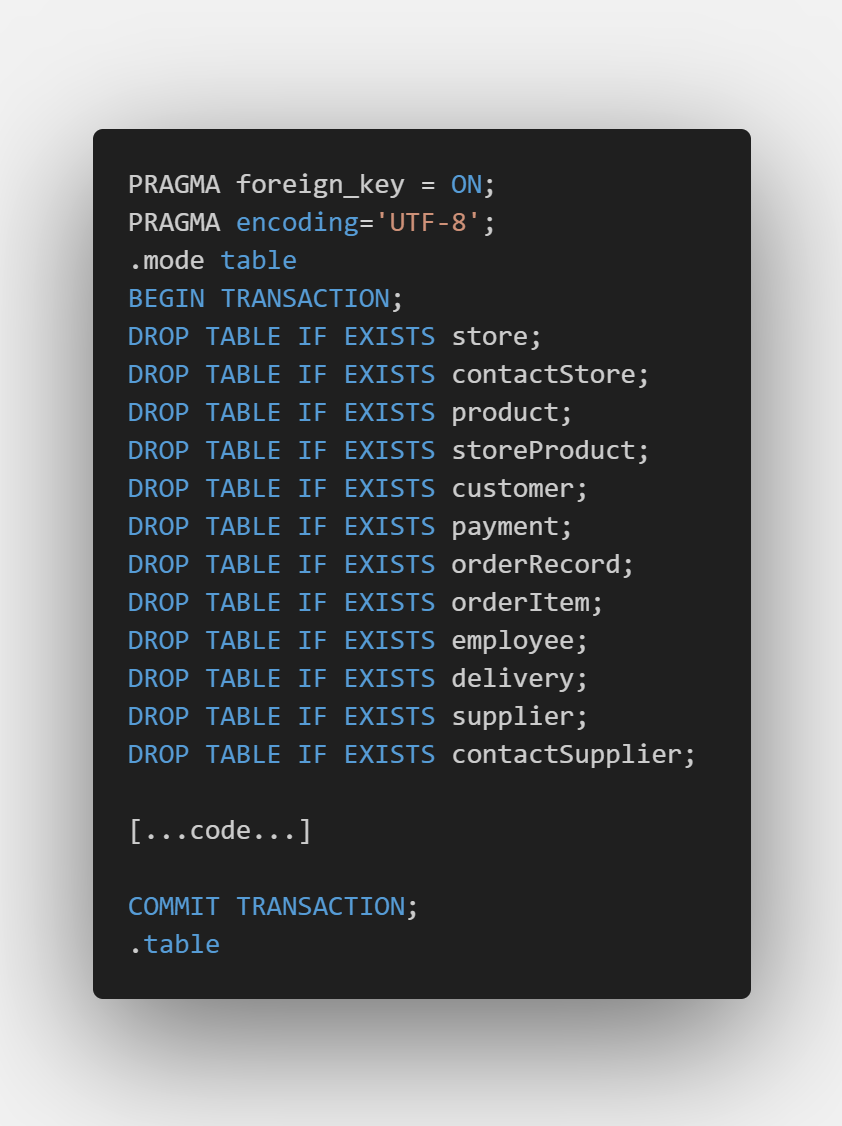 PRAGMA foreign_key = ON;
PRAGMA encoding='UTF-8';
.mode table
BEGIN TRANSACTION;
DROP TABLE IF EXISTS store;
DROP TABLE IF EXISTS contactStore;
DROP TABLE IF EXISTS product;
DROP TABLE IF EXISTS storeProduct;
DROP TABLE IF EXISTS customer;
DROP TABLE IF EXISTS payment;
DROP TABLE IF EXISTS orderRecord;
DROP TABLE IF EXISTS orderItem;
DROP TABLE IF EXISTS employee;
DROP TABLE IF EXISTS delivery;
DROP TABLE IF EXISTS supplier;
DROP TABLE IF EXISTS contactSupplier;
[...code...]
COMMIT TRANSACTION;
.table